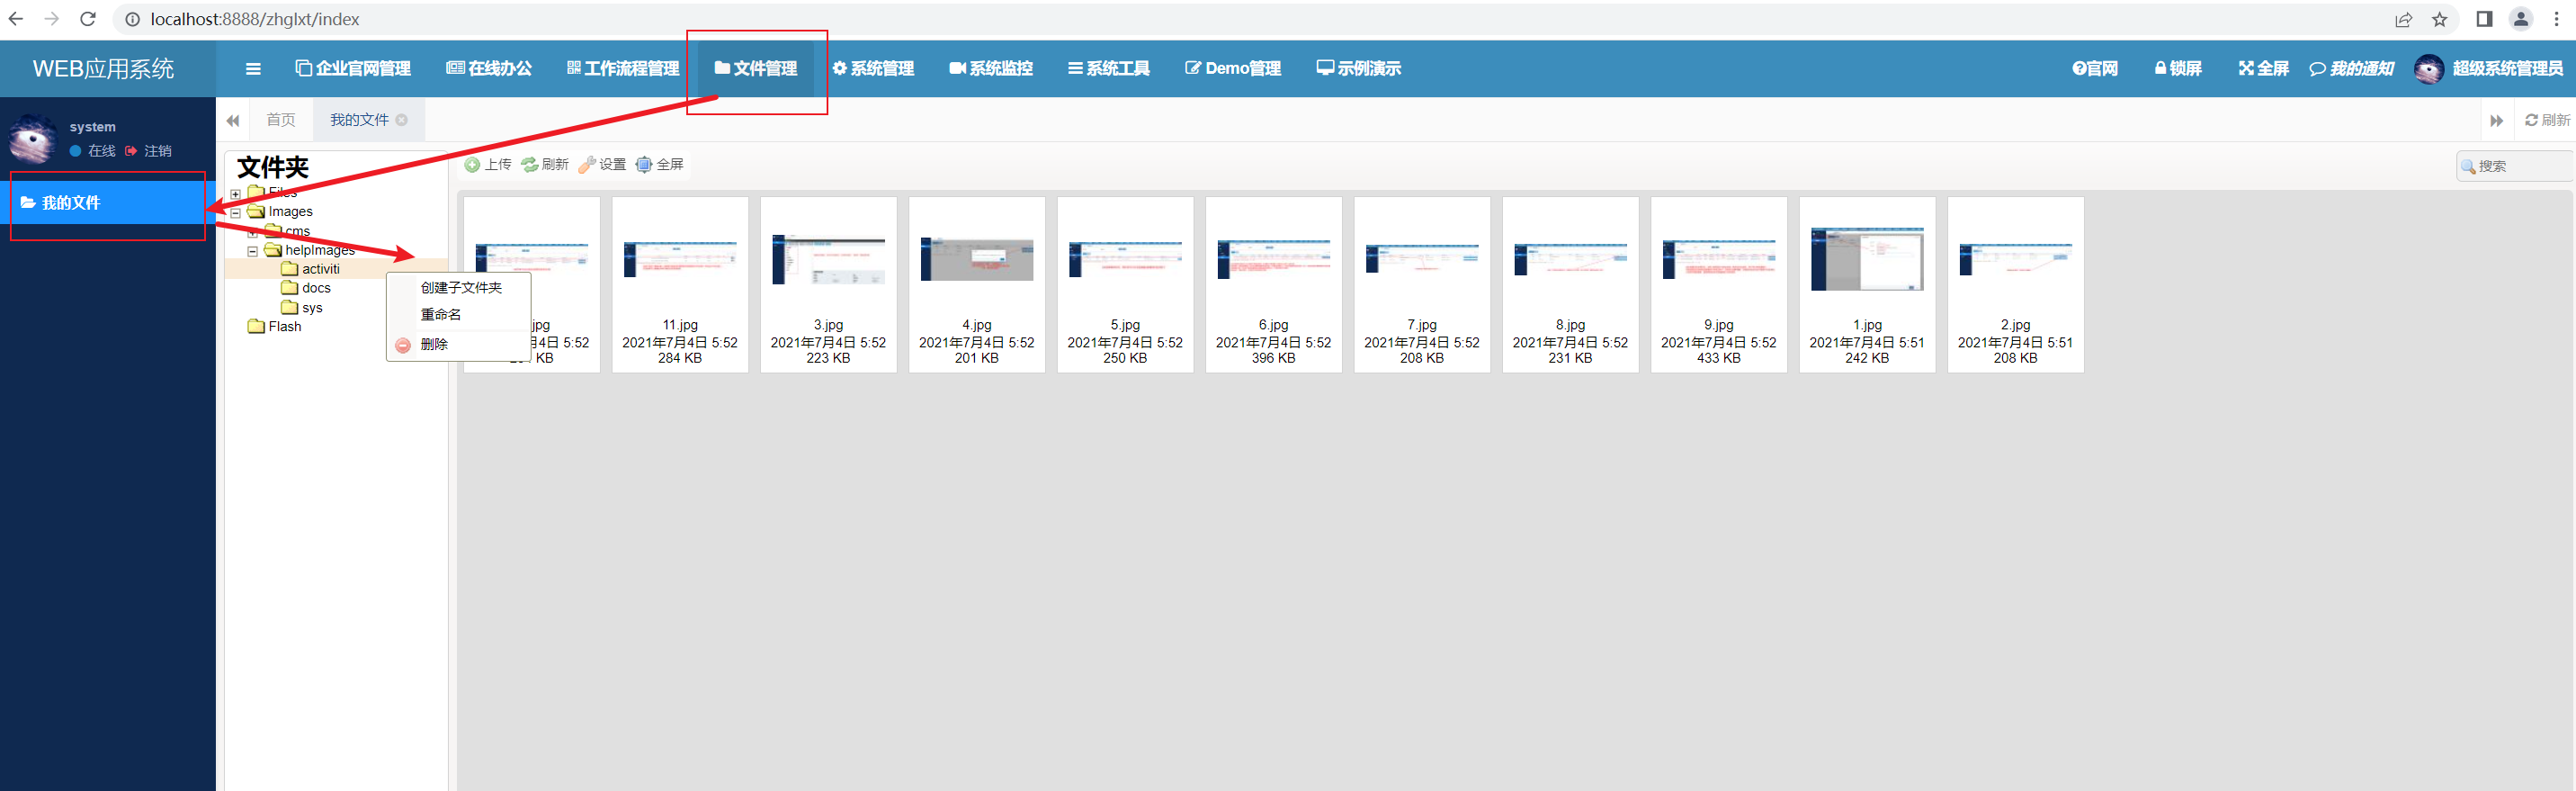 localhost:8888/zhglxt/index
WEB应用系统
企业官网管理
在线办公
工作流程管理
文件管理
系统管理
系统监控
系统工具
Demo管理
示例演示
官网
锁屏
全屏
我的通知
超级系统管理员
system
在线
注销
我的文件
首页
我的文件
刷新
文件夹
Files
Images
cms
helpImages
activiti
docs
sys
Flash
创建子文件夹
重命名
删除
上传
刷新
设置
全屏
搜索
.jpg
5:52
KB
11.jpg
2021年7月4日 5:52
284 KB
3.jpg
2021年7月4日 5:52
223 KB
4.jpg
2021年7月4日 5:52
201 KB
5.jpg
2021年7月4日 5:52
250 KB
6.jpg
2021年7月4日 5:52
396 KB
7.jpg
2021年7月4日 5:52
208 KB
8.jpg
2021年7月4日 5:52
231 KB
9.jpg
2021年7月4日 5:52
433 KB
1.jpg
2021年7月4日 5:51
242 KB
2.jpg
2021年7月4日 5:51
208 KB